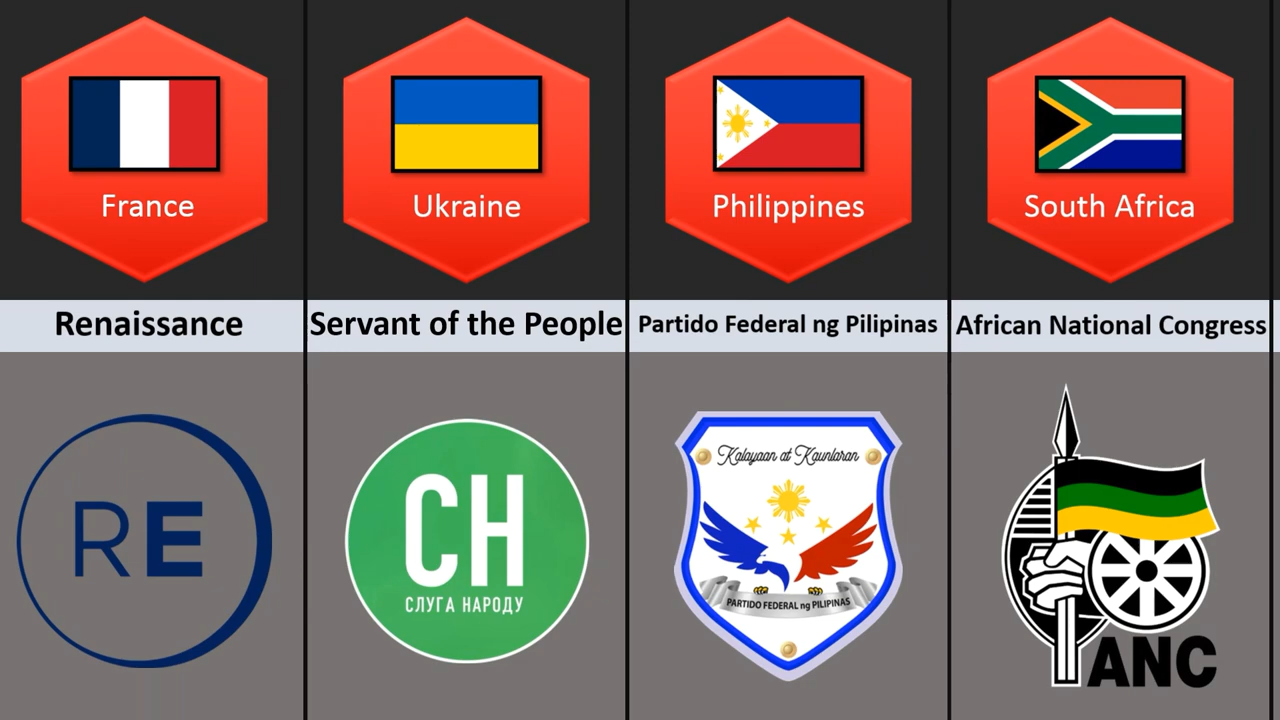 France
Ukraine
Philippines
South Africa
Renaissance
Servant of the People
Partido Federal ng Pilipinas
African National Congress
RE
СН
СЛУГА НАРОДУ
Kalayaan at Kaunlaran
PARTIDO FEDERAL ng PILIPINAS
ANC